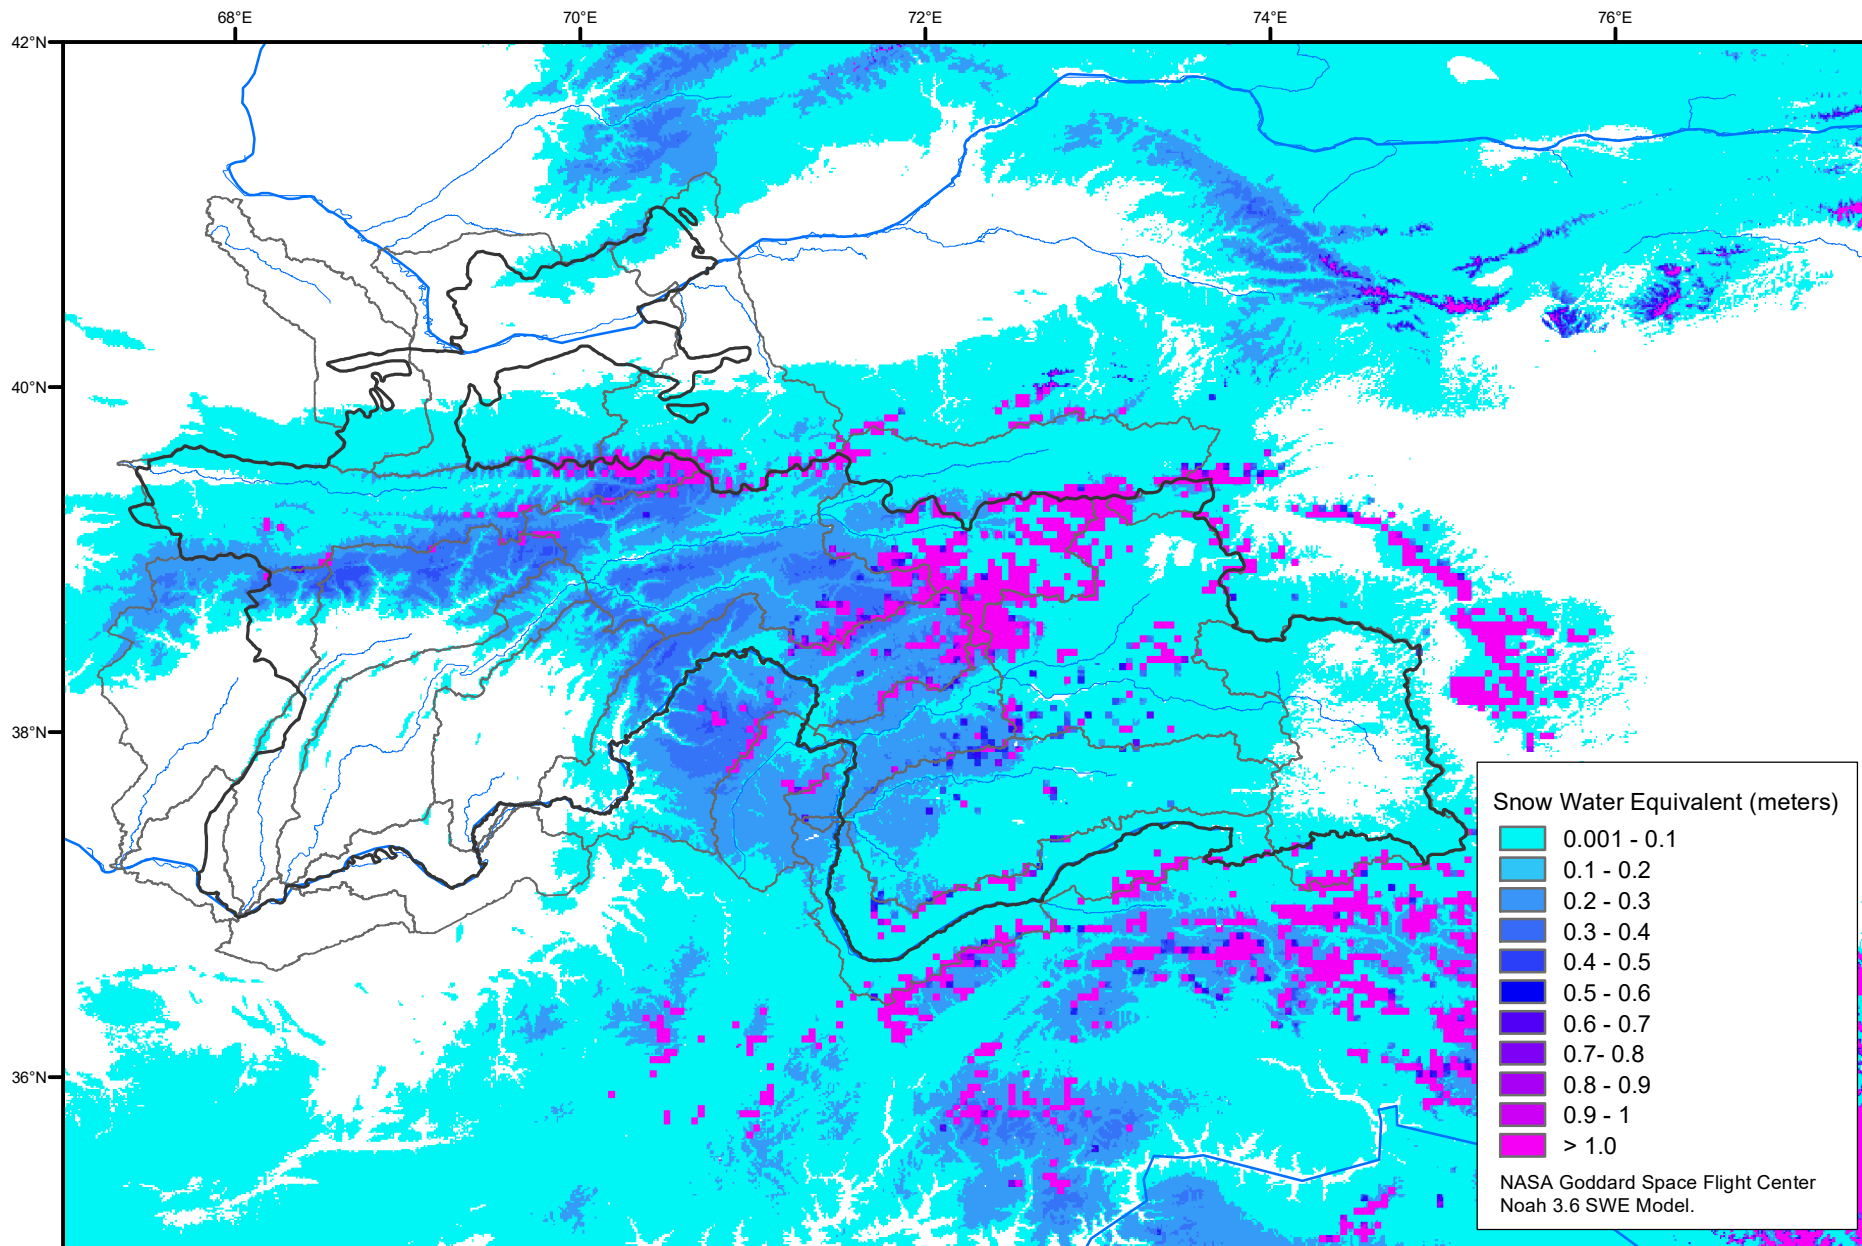 68°E
70°E
72°E
74°E
76°E
42°N
40°N
38°N
36°N
Snow Water Equivalent (meters)
0.001 - 0.1
0.1 - 0.2
0.2 - 0.3
0.3 - 0.4
0.4 - 0.5
0.5 - 0.6
0.6 - 0.7
0.7- 0.8
0.8 - 0.9
0.9 - 1
> 1.0
NASA Goddard Space Flight Center
Noah 3.6 SWE Model.